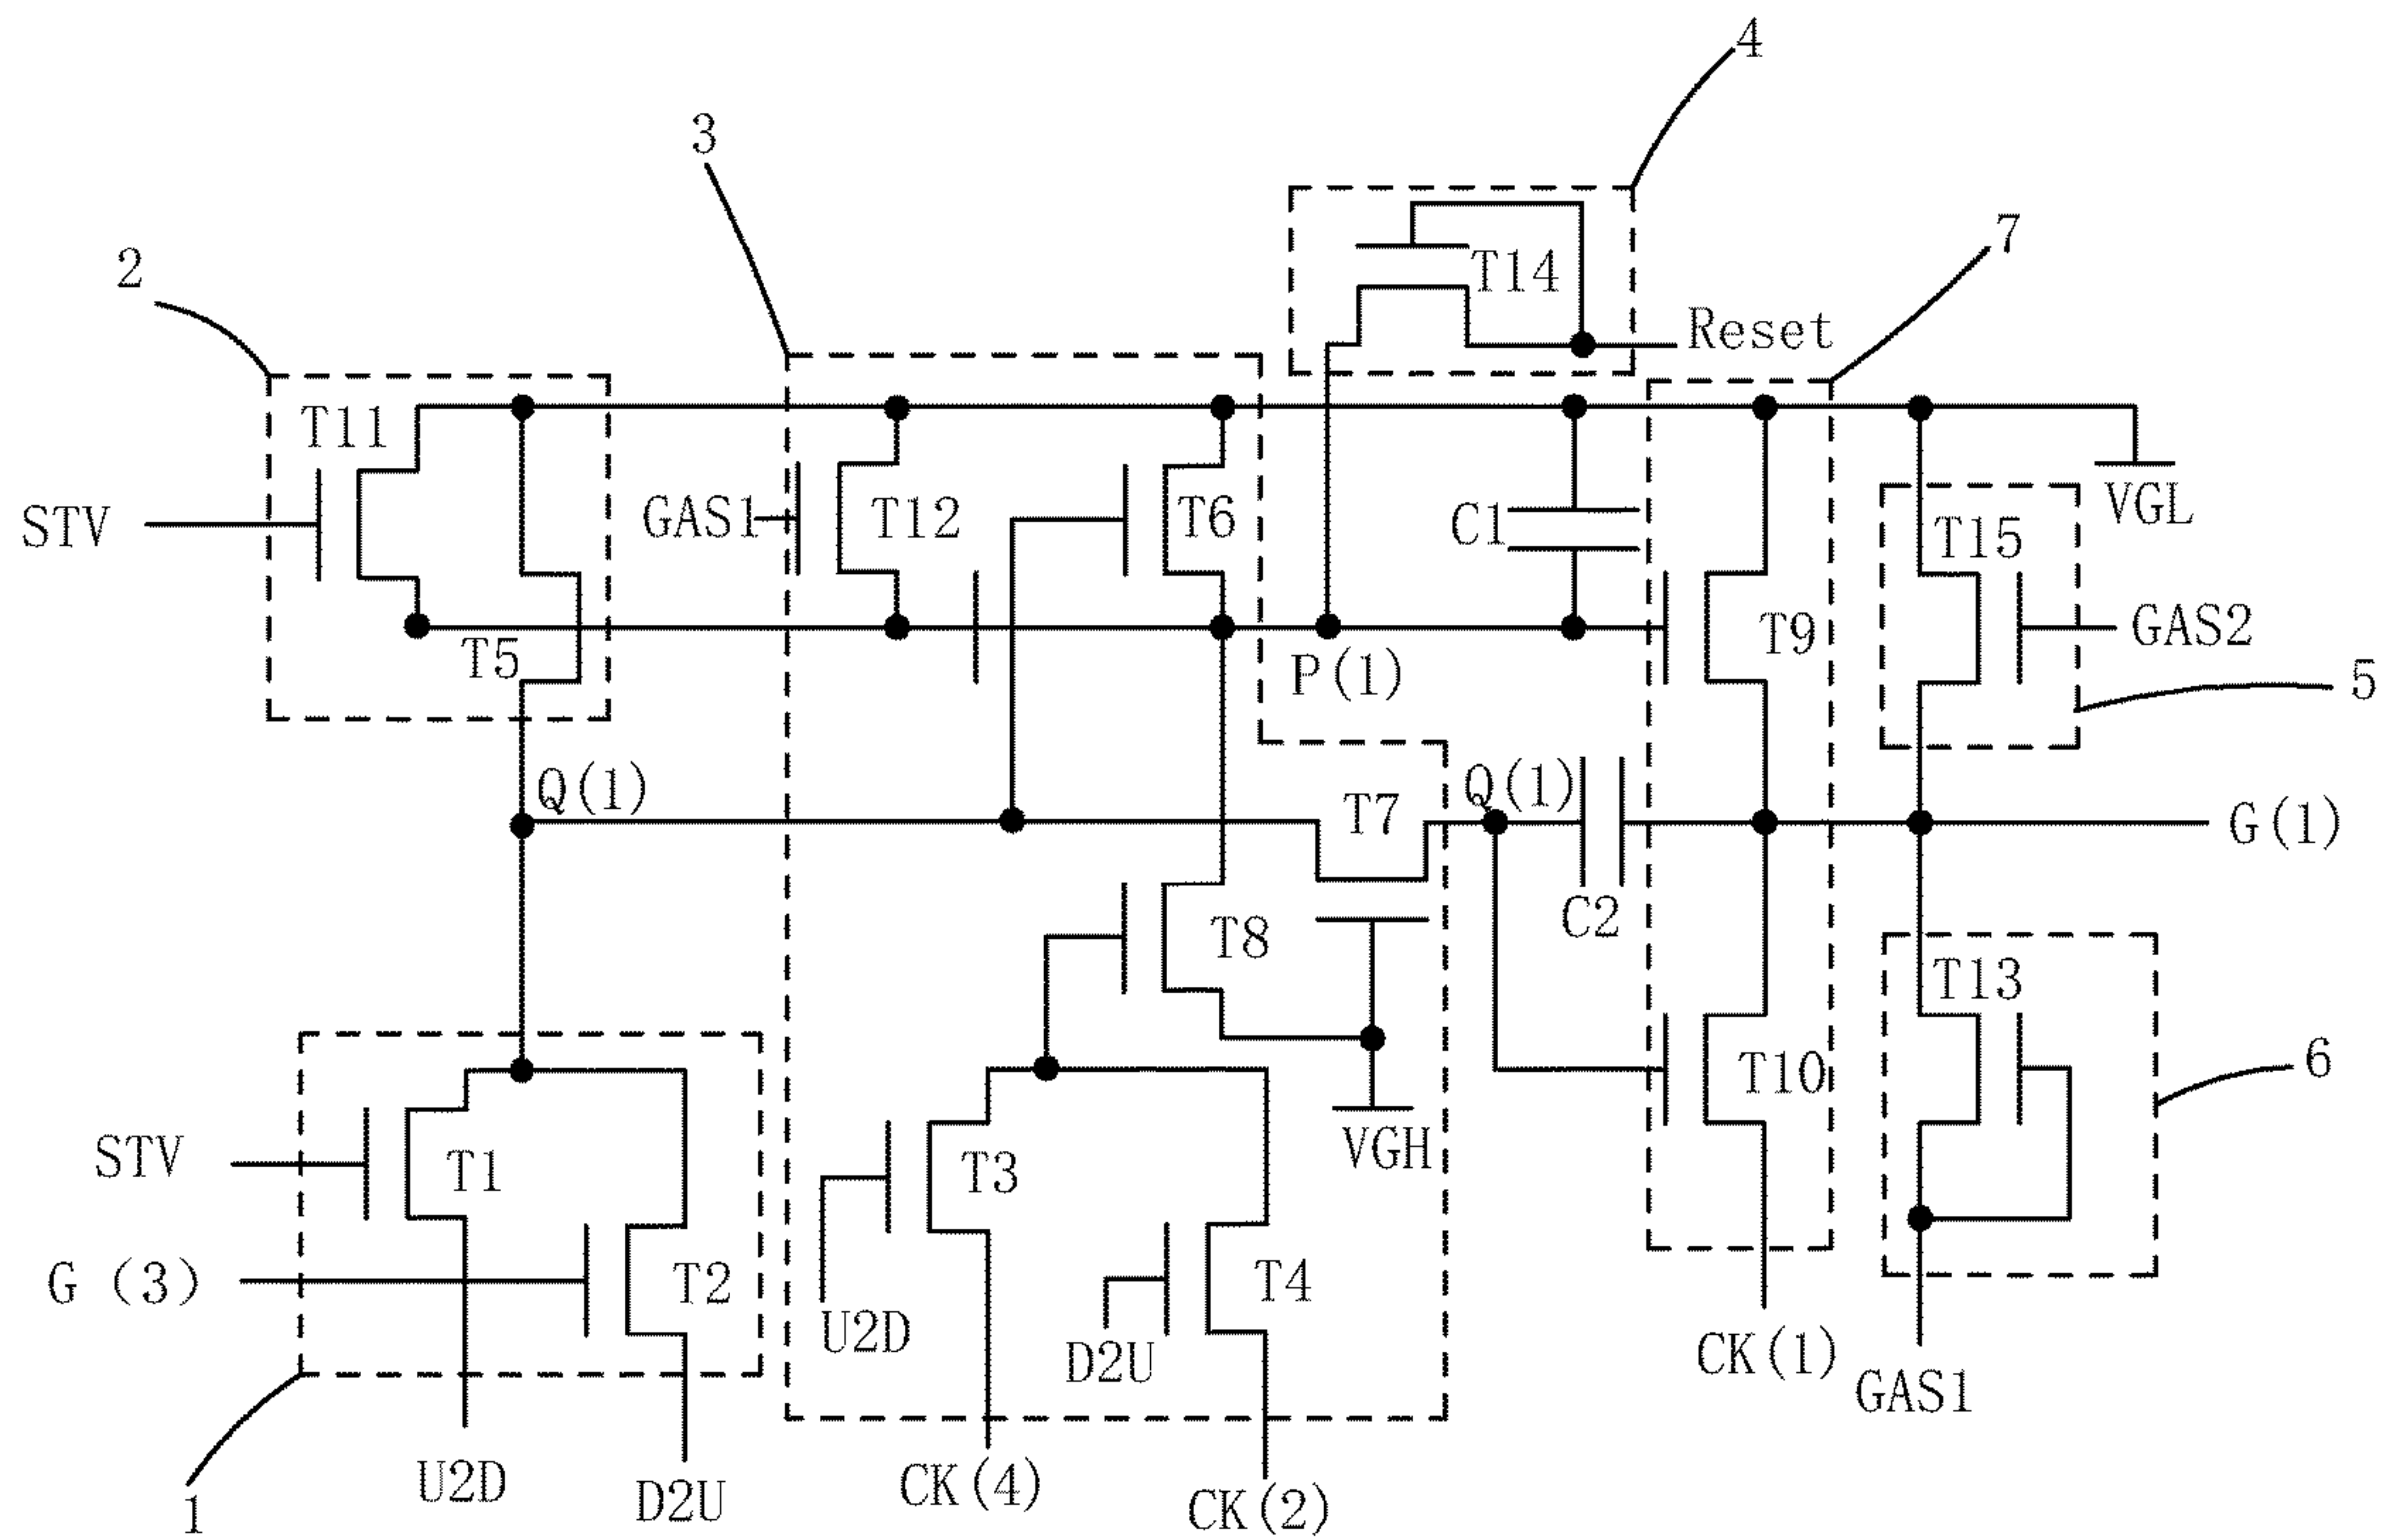 4
3
7
2
T14
Reset
T11
STV
GAS1
T12
T6
C1
T15
VGL
T5
P(1)
T9
GAS2
5
Q(1)
T7
Q(1)
G(1)
T8
C2
T13
STV
T1
T3
VGH
T10
6
G (3)
T2
U2D
T4
D2U
CK(1)
GAS1
1
U2D
D2U
CK(4)
CK(2)